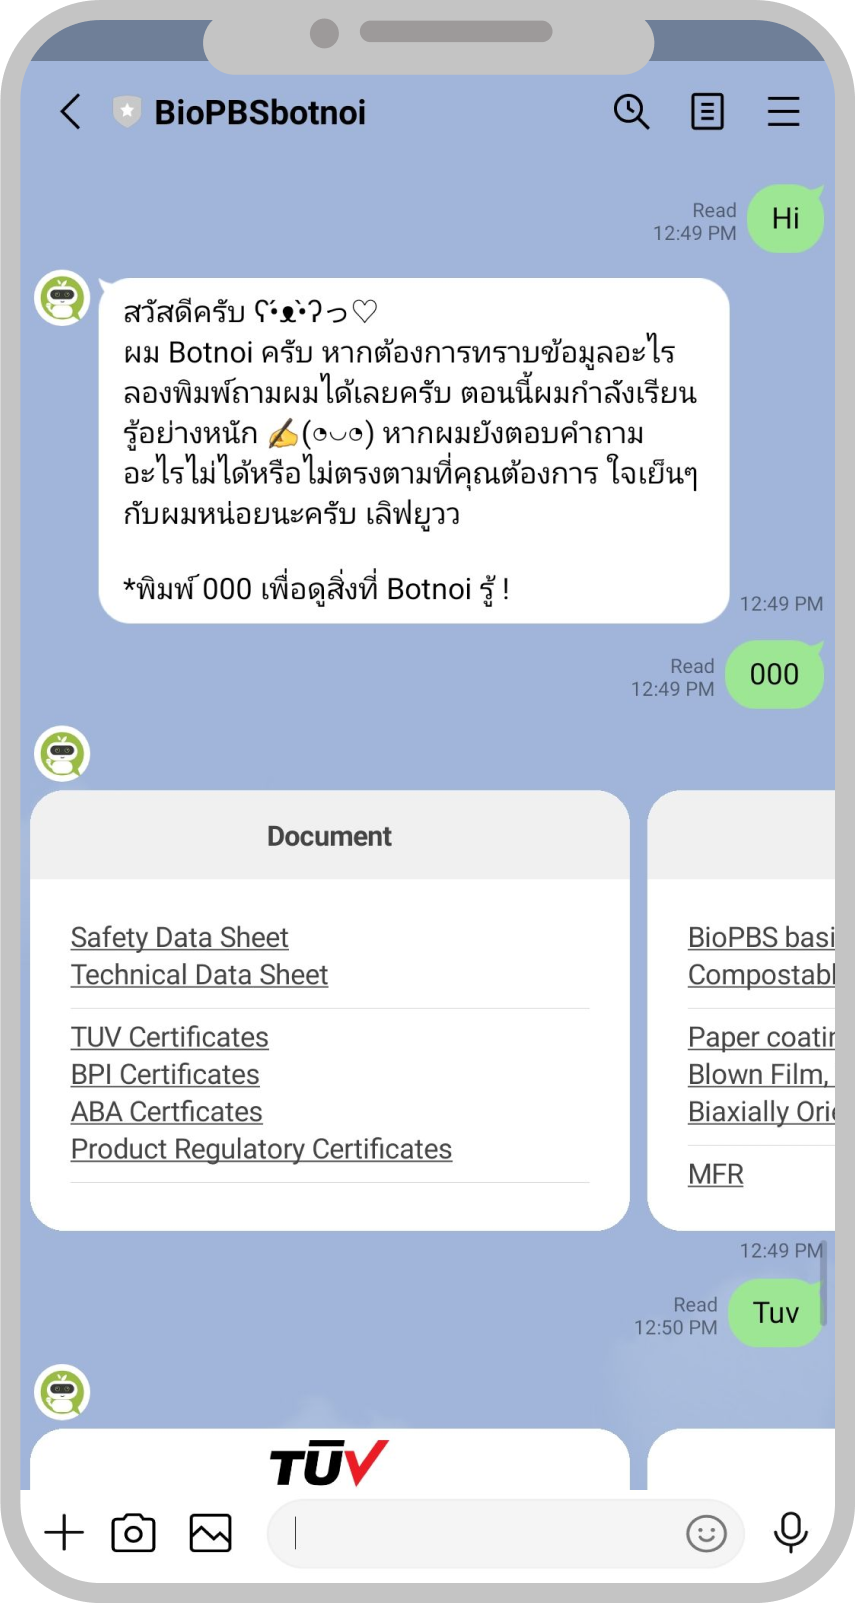 BioPBSbotnoi
Hi
Read
12:49 PM
สวัสดีครับ ʕ•́ᴥ•̀ʔっ♡
ผม Botnoi ครับ หากต้องการทราบข้อมูลอะไร
ลองพิมพ์ถามผมได้เลยครับ ตอนนี้ผมกำลังเรียน
รู้อย่างหนัก ✍(◔◡◔) หากผมยังตอบคำถาม
อะไรไม่ได้หรือไม่ตรงตามที่คุณต้องการ ใจเย็นๆ
กับผมหน่อยนะครับ เลิฟยูวว
*พิมพ์ 000 เพื่อดูสิ่งที่ Botnoi รู้ !
12:49 PM
000
Read
12:49 PM
Document
Safety Data Sheet
Technical Data Sheet
TUV Certificates
BPI Certificates
ABA Certficates
Product Regulatory Certificates
BioPBS basi
Compostabl
Paper coatin
Blown Film,
Biaxially Orie
MFR
12:49 PM
Tuv
Read
12:50 PM
TŪV